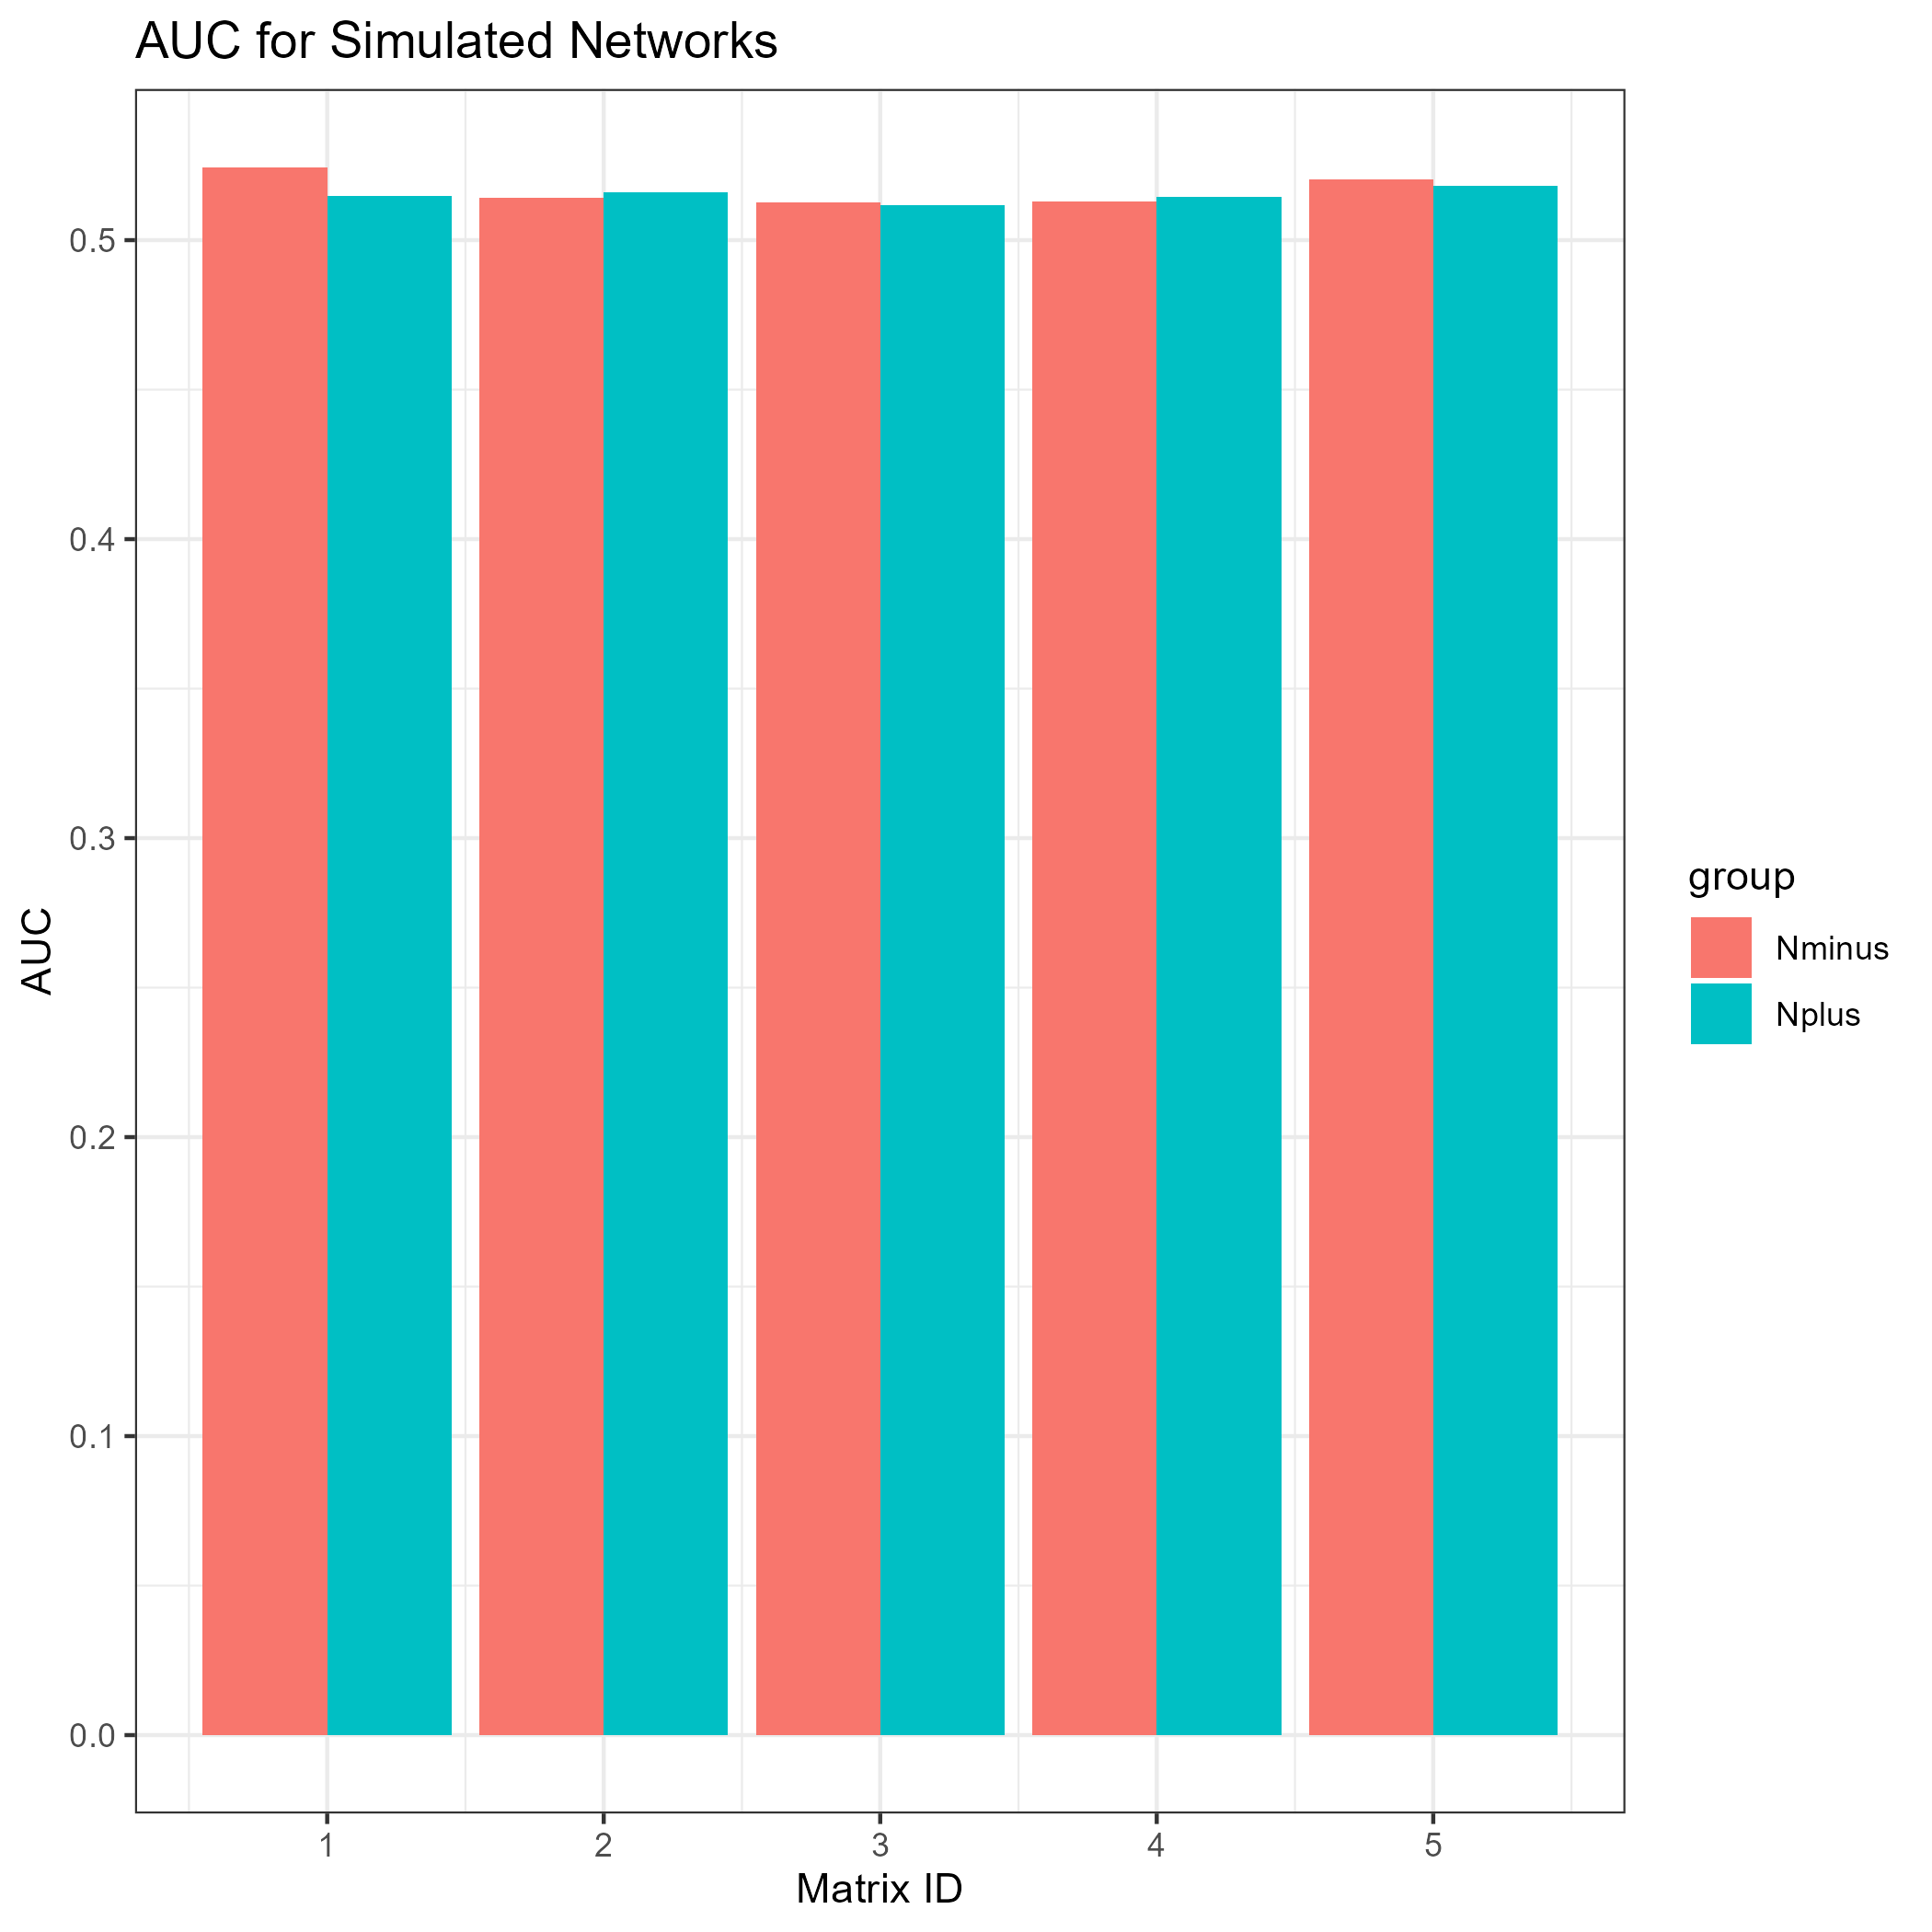 AUC for Simulated Networks
AUC
0.5
0.4
0.3
0.2
0.1
0.0
1 2 3 4 5
Matrix ID
group
Nminus
Nplus